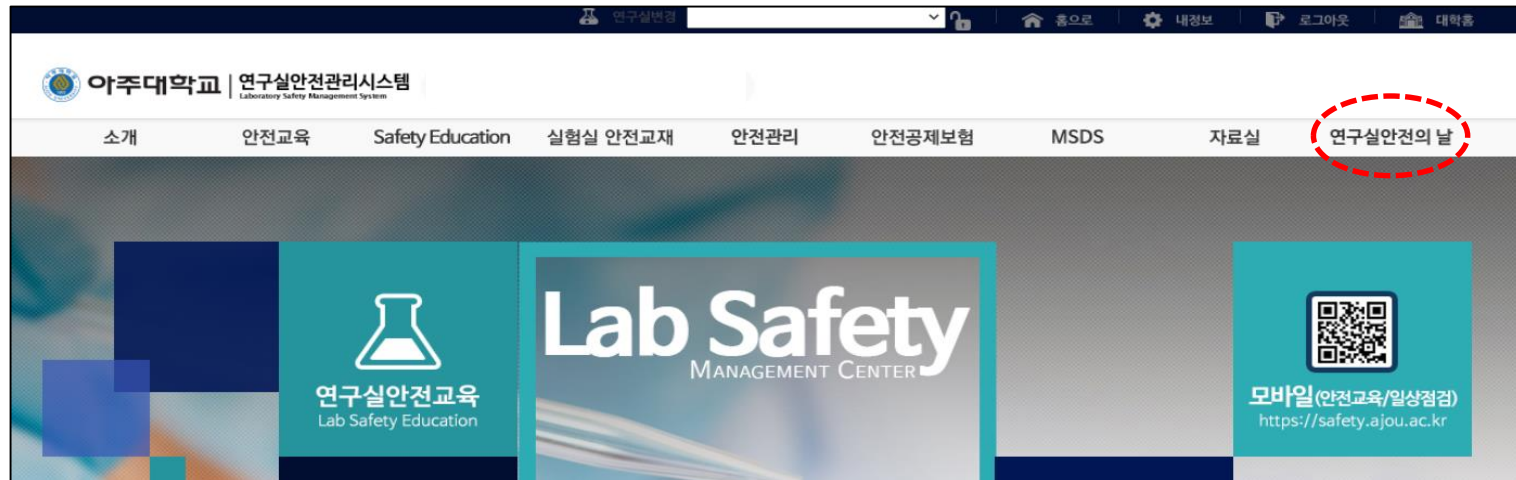 연구실변경
홈으로
내정보
로그아웃
대학홈
아주대학교
연구실안전관리시스템
Laboratory Safety Management System
소개
안전교육
Safety Education
실험실 안전교재
안전관리
안전공제보험
MSDS
자료실
연구실안전의 날
연구실안전교육
Lab Safety Education
Lab Safety
MANAGEMENT CENTER
모바일(안전교육/일상점검)
https://safety.ajou.ac.kr